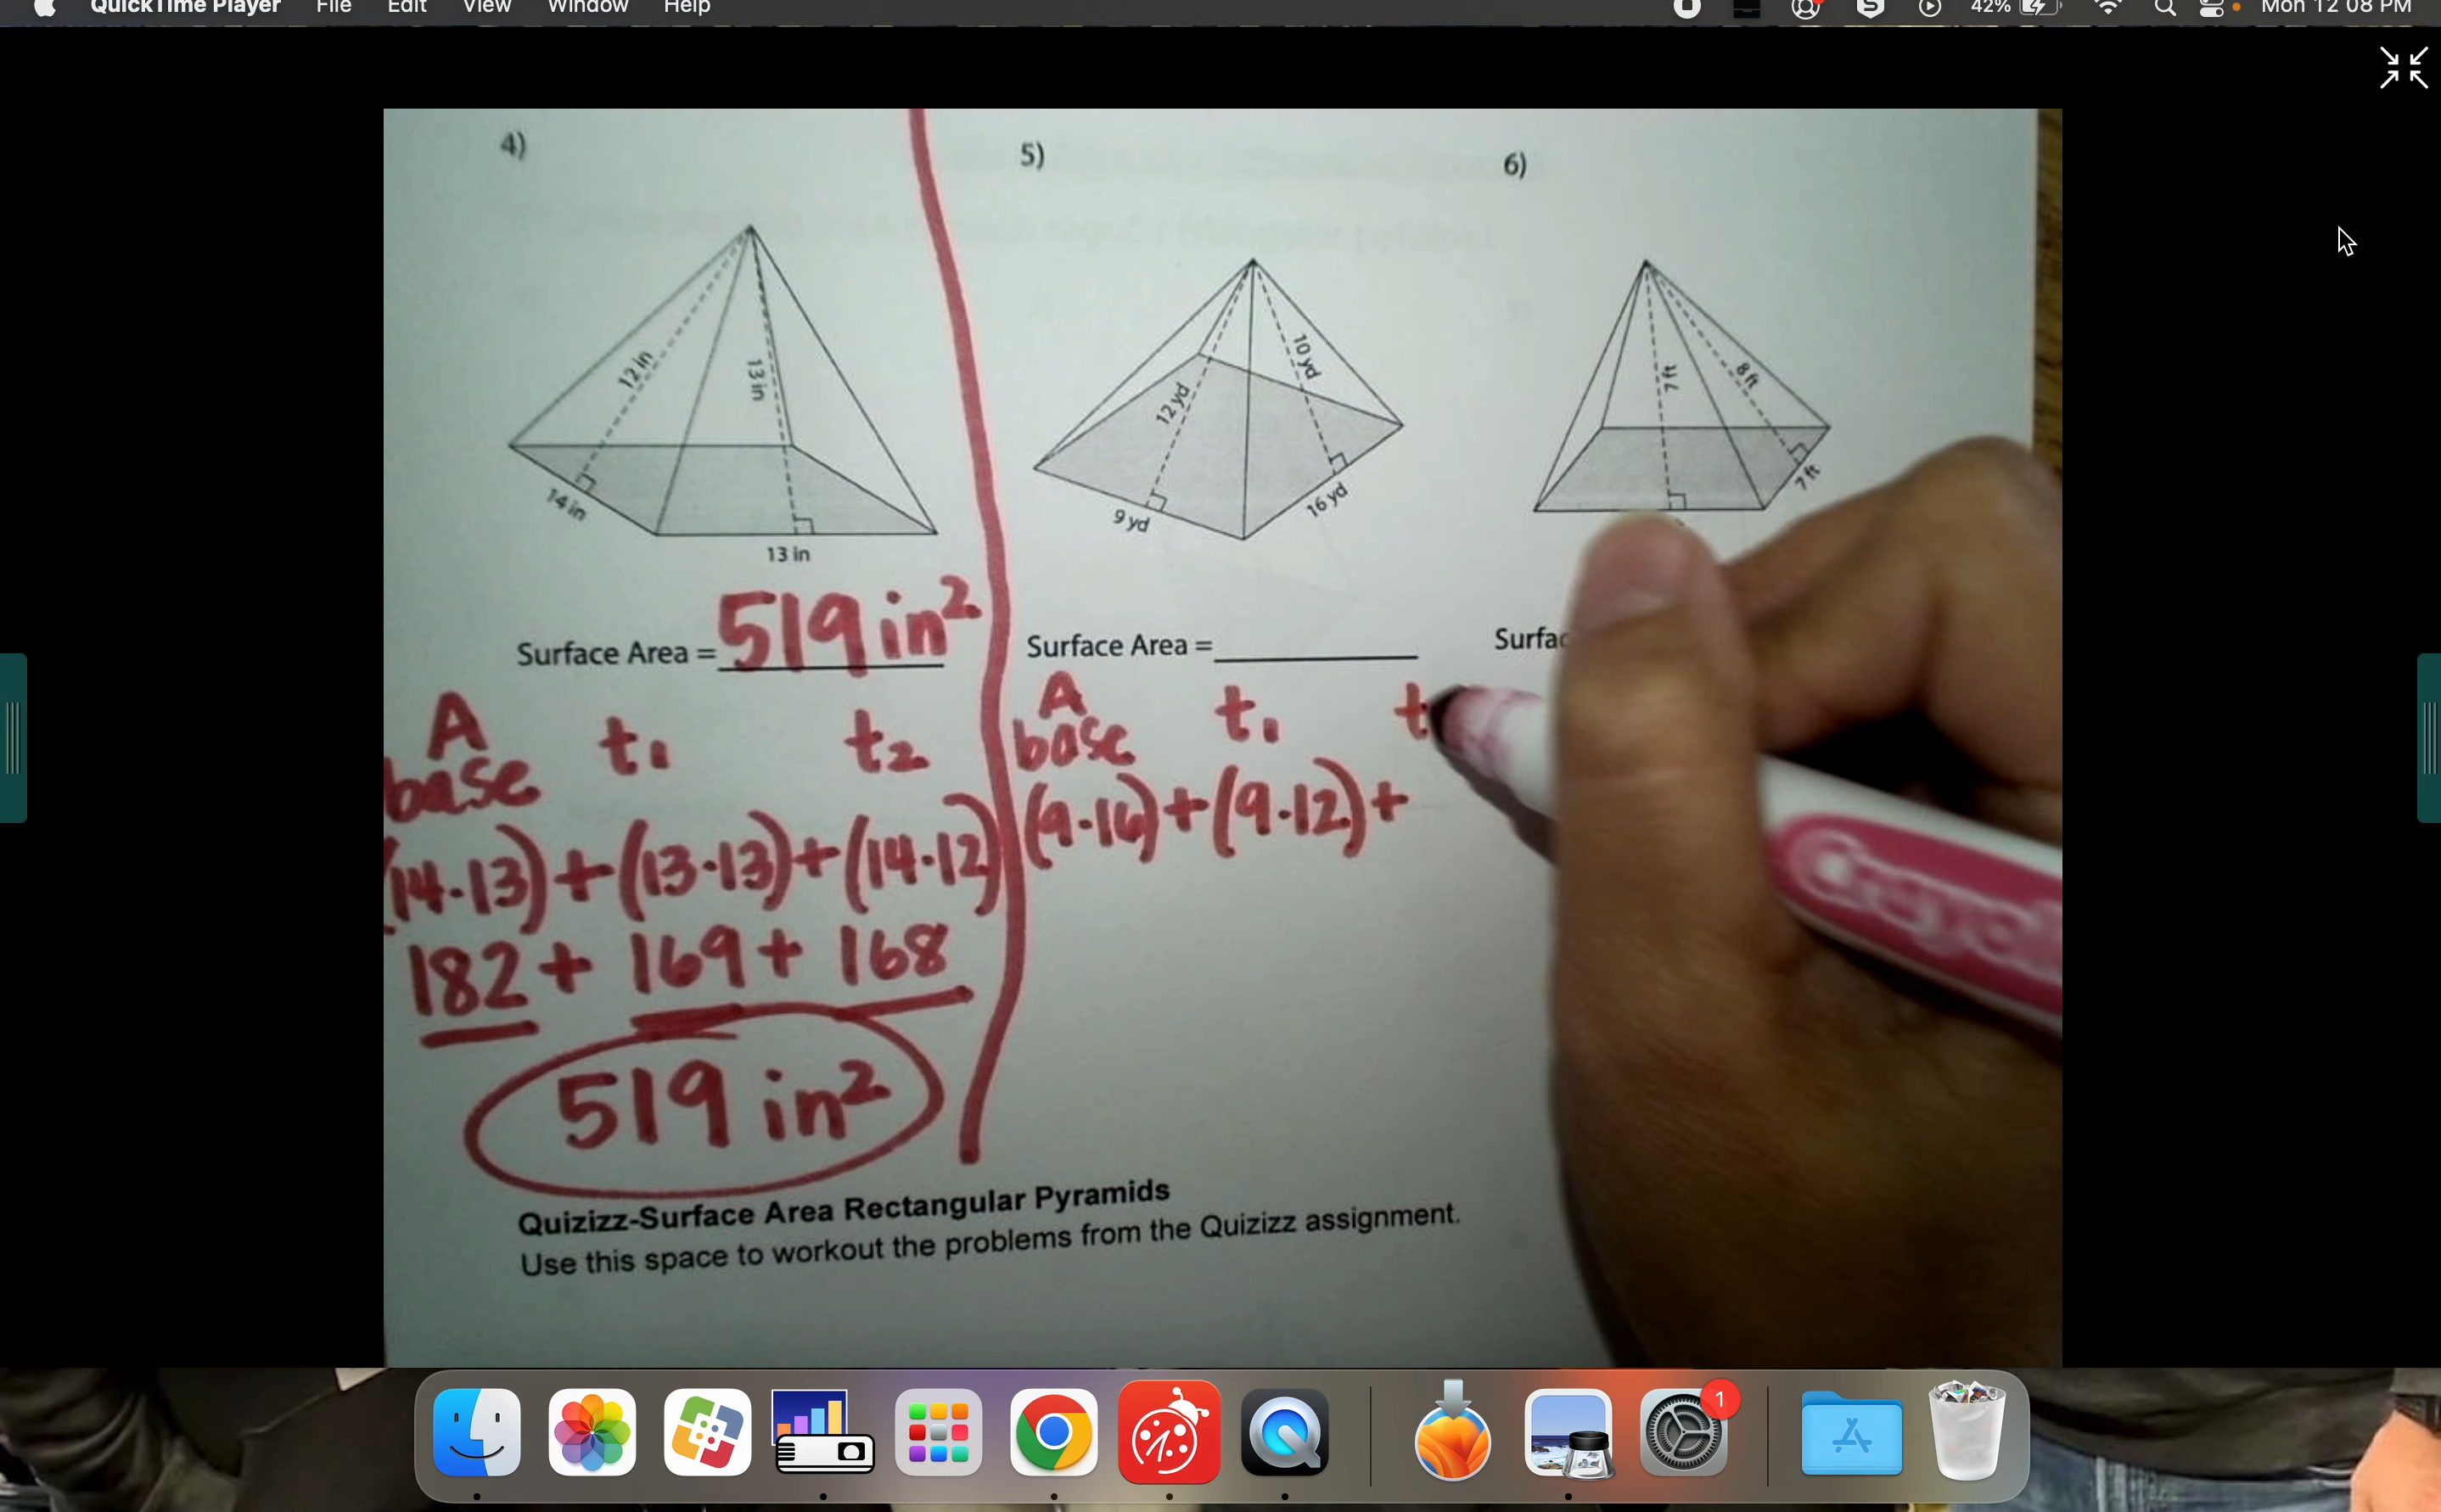 QuickTime Player File Edit View Window Help 42% Mon 12 08 PM
4) 5) 6)
12 in 13 in
14 in
13 in
12 yd 10 yd
9 yd 16 yd
7 ft 8 ft
7 ft
Surface Area = 519 in²
A base t₁ t₂
(14·13)+(13·13)+(14·12)
182 + 169 + 168
519 in²
Surface Area =
A base t₁ t
(9·16)+(9·12)+
Surfac
Quizizz-Surface Area Rectangular Pyramids
Use this space to workout the problems from the Quizizz assignment.
Crayol
1